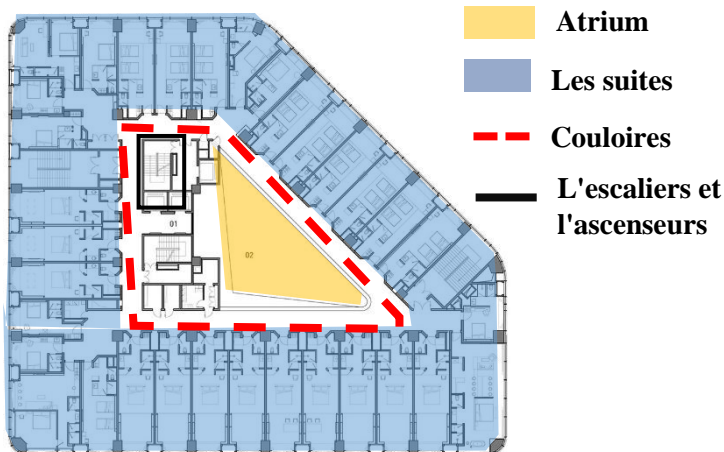 Atrium
Les suites
Couloires
L'escaliers et
l'ascenseurs
01
02